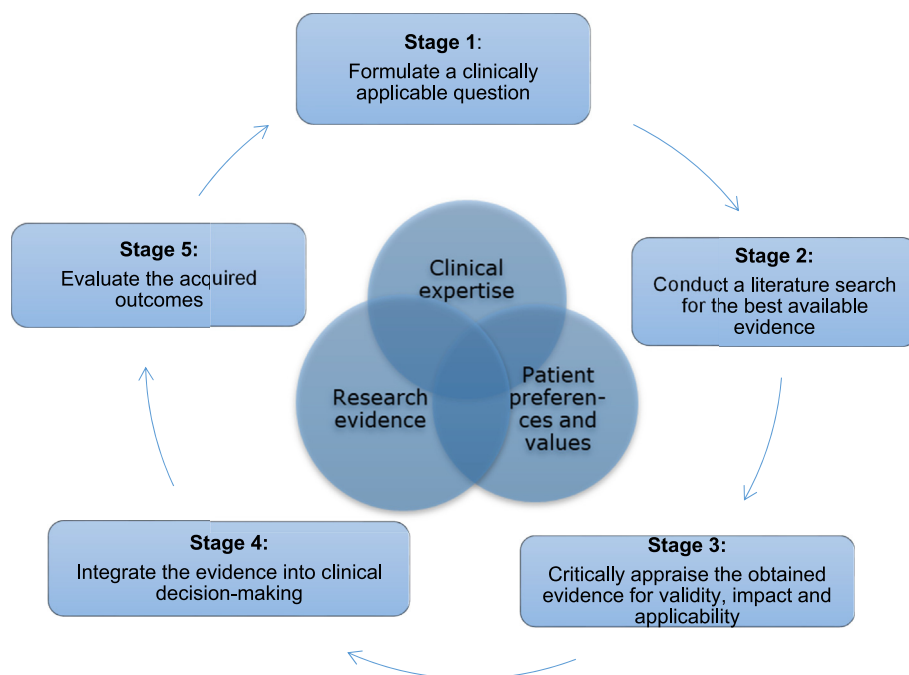 Stage 1:
Formulate a clinically
applicable question
Stage 2:
Conduct a literature search
for the best available
evidence
Stage 3:
Critically appraise the obtained
evidence for validity, impact and
applicability
Stage 4:
Integrate the evidence into clinical
decision-making
Stage 5:
Evaluate the acquired
outcomes
Clinical
expertise
Research
evidence
Patient
preferen-
ces and
values